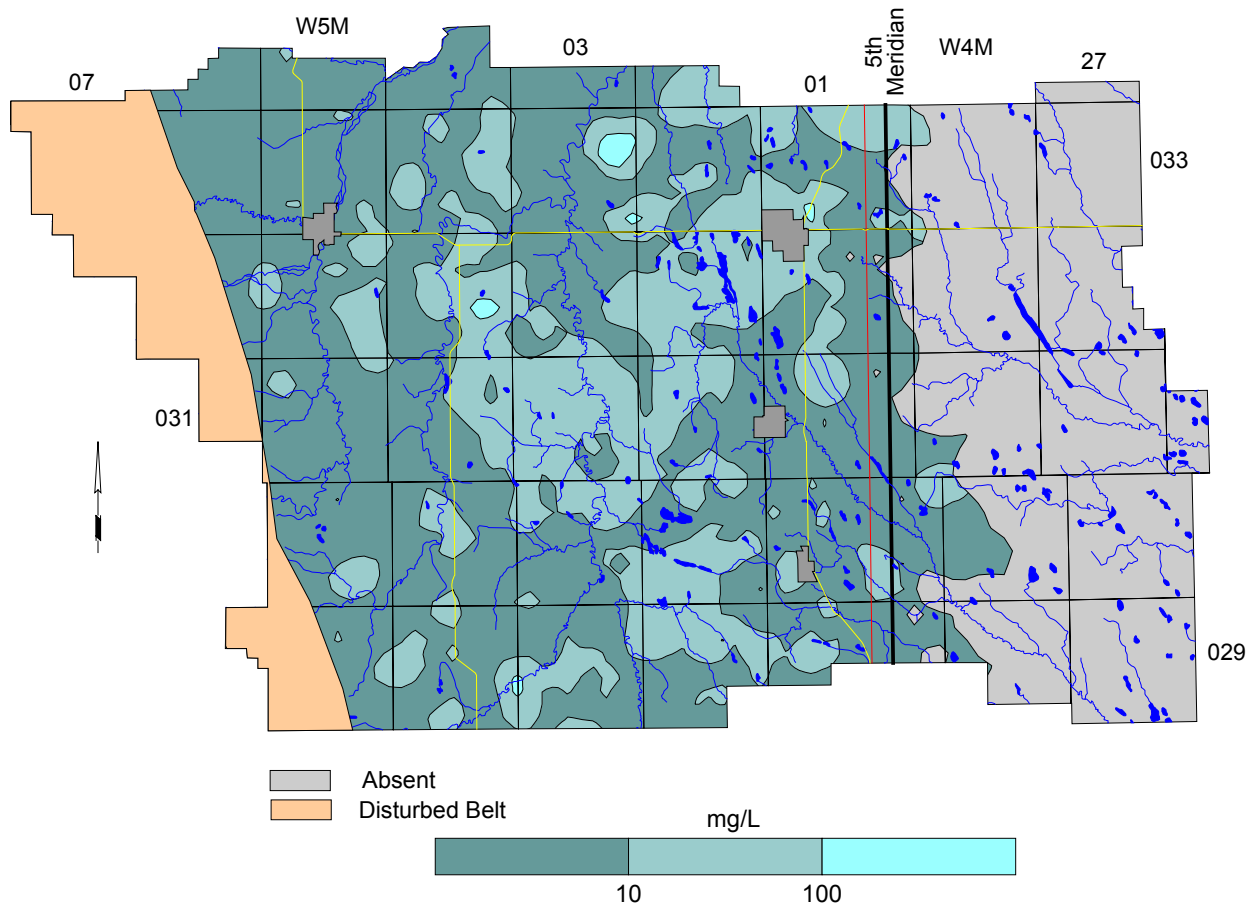 W5M
03
5th
Meridian
W4M
07
01
27
033
031
029
Absent
Disturbed Belt
mg/L
10
100